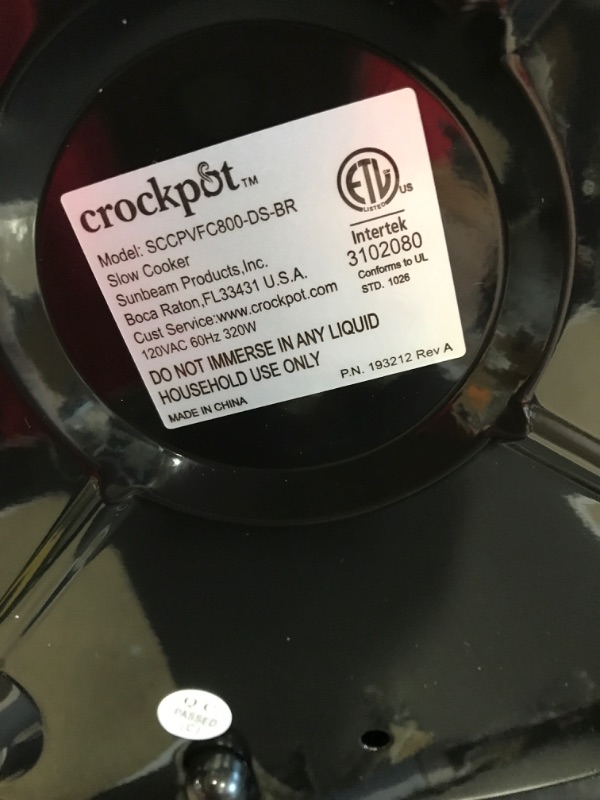 crockpot™
Model: SCCPVFC800-DS-BR
Slow Cooker
Sunbeam Products,Inc.
Boca Raton,FL33431 U.S.A.
Cust Service:www.crockpot.com
120VAC 60Hz 320W
DO NOT IMMERSE IN ANY LIQUID
HOUSEHOLD USE ONLY
MADE IN CHINA
P.N. 193212 Rev A
ETL CM
LISTED
US
Intertek
3102080
Conforms to UL
STD. 1026
Q C
PASSED